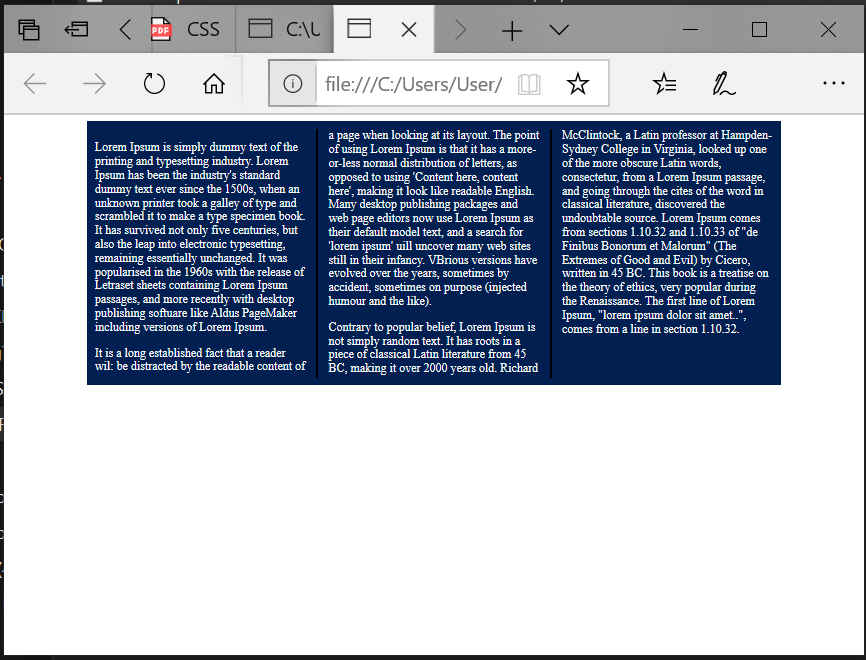 PDF CSS C:\U
file:///C:/Users/User/
Lorem Ipsum is simply dummy text of the
printing and typesetting industry. Lorem
Ipsum has been the industry's standard
dummy text ever since the 1500s, when an
unknown printer took a galley of type and
scrambled it to make a type specimen book.
It has survived not only five centuries, but
also the leap into electronic typesetting,
remaining essentially unchanged. It was
popularised in the 1960s with the release of
Letraset sheets containing Lorem Ipsum
passages, and more recently with desktop
publishing softuare like Aldus PageMaker
including versions of Lorem Ipsum.
It is a long established fact that a reader
wil: be distracted by the readable content of
a page when looking at its layout. The point
of using Lorem Ipsum is that it has a more-
or-less normal distribution of letters, as
opposed to using 'Content here, content
here', making it look like readable English.
Many desktop publishing packages and
web page editors now use Lorem Ipsum as
their default model text, and a search for
'lorem ipsum' uill uncover many web sites
still in their infancy. VBrious versions have
evolved over the years, sometimes by
accident, sometimes on purpose (injected
humour and the like).
Contrary to popular belief, Lorem Ipsum is
not simply random text. It has roots in a
piece of classical Latin literature from 45
BC, making it over 2000 years old. Richard
McClintock, a Latin professor at Hampden-
Sydney College in Virginia, looked up one
of the more obscure Latin words,
consectetur, from a Lorem Ipsum passage,
and going through the cites of the word in
classical literature, discovered the
undoubtable source. Lorem Ipsum comes
from sections 1.10.32 and 1.10.33 of "de
Finibus Bonorum et Malorum" (The
Extremes of Good and Evil) by Cicero,
written in 45 BC. This book is a treatise on
the theory of ethics, very popular during
the Renaissance. The first line of Lorem
Ipsum, "lorem ipsum dolor sit amet..",
comes from a line in section 1.10.32.